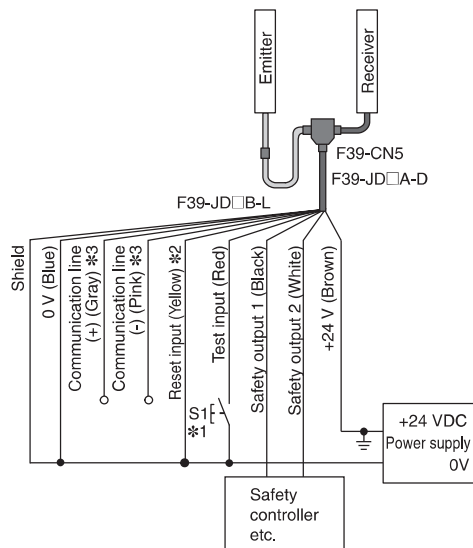 Emitter
Receiver
F39-CN5
F39-JD□A-D
F39-JD□B-L
Shield
0 V (Blue)
Communication line
(+) (Gray) *3
Communication line
(-) (Pink) *3
Reset input (Yellow) *2
Test input (Red)
Safety output 1 (Black)
Safety output 2 (White)
+24 V (Brown)
S1
*1
+24 VDC
Power supply
0V
Safety
controller
etc.